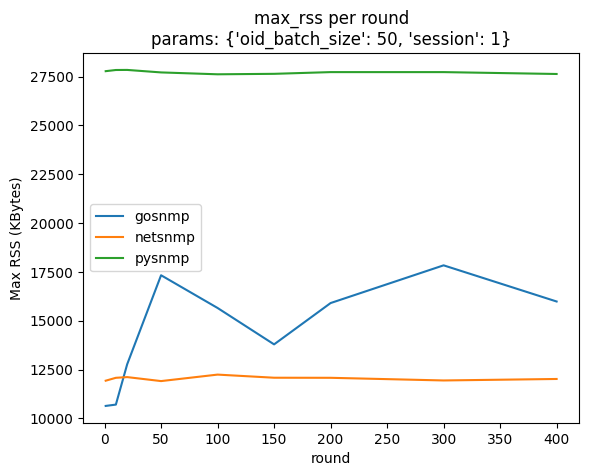 max_rss per round
params: {'oid_batch_size': 50, 'session': 1}
27500
25000
22500
20000
17500
15000
12500
10000
Max RSS (KBytes)
gosnmp
netsnmp
pysnmp
0 50 100 150 200 250 300 350 400
round